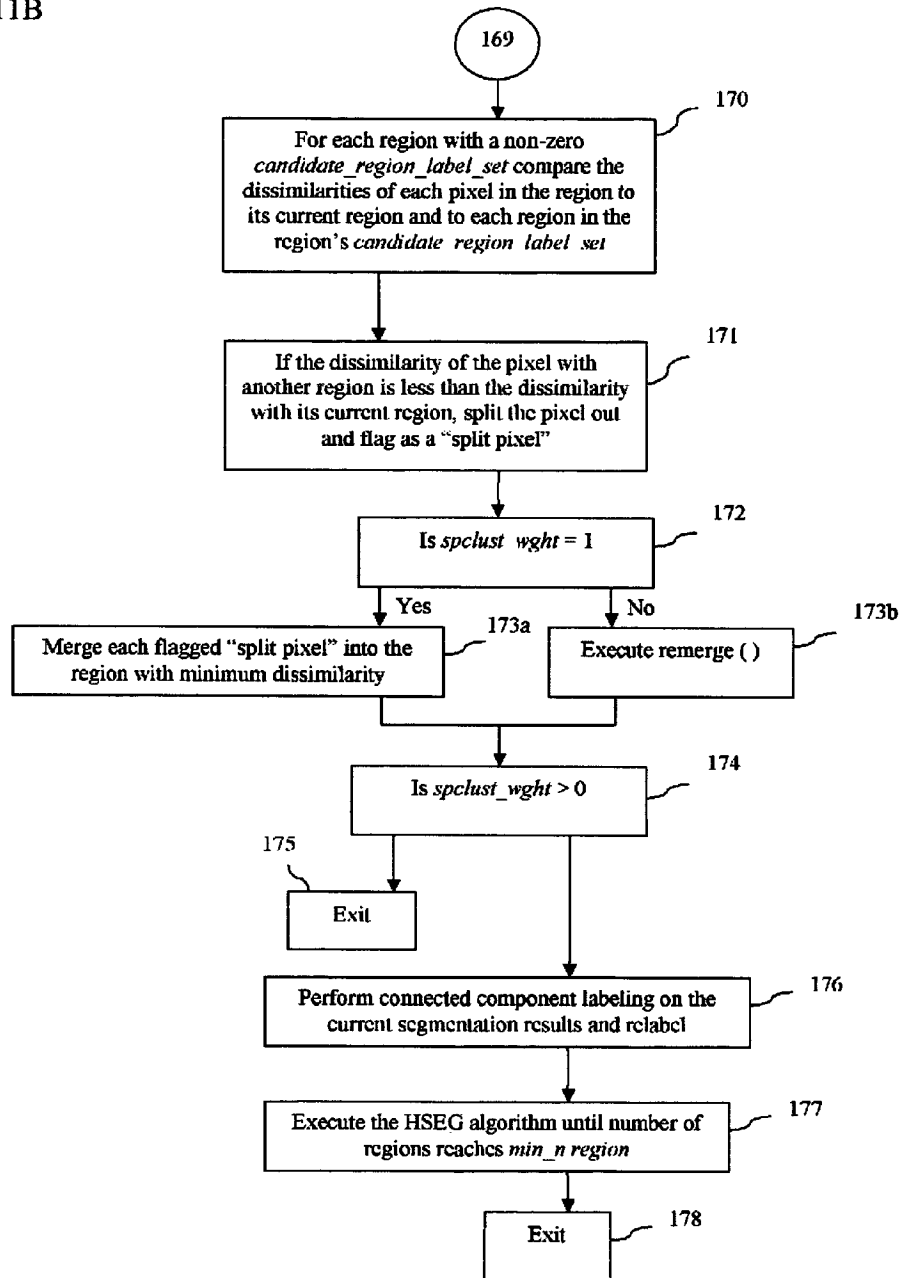 11B
169
170
For each region with a non-zero
candidate_region_label_set compare the
dissimilarities of each pixel in the region to
its current region and to each region in the
region's candidate region label set
171
If the dissimilarity of the pixel with
another region is less than the dissimilarity
with its current region, split the pixel out
and flag as a "split pixel"
172
Is spclust wght = 1
Yes
No
173a
173b
Merge each flagged "split pixel" into the
region with minimum dissimilarity
Execute remerge ( )
174
Is spclust_wght > 0
175
Exit
176
Perform connected component labeling on the
current segmentation results and relabel
177
Execute the HSEG algorithm until number of
regions reaches min_n region
178
Exit